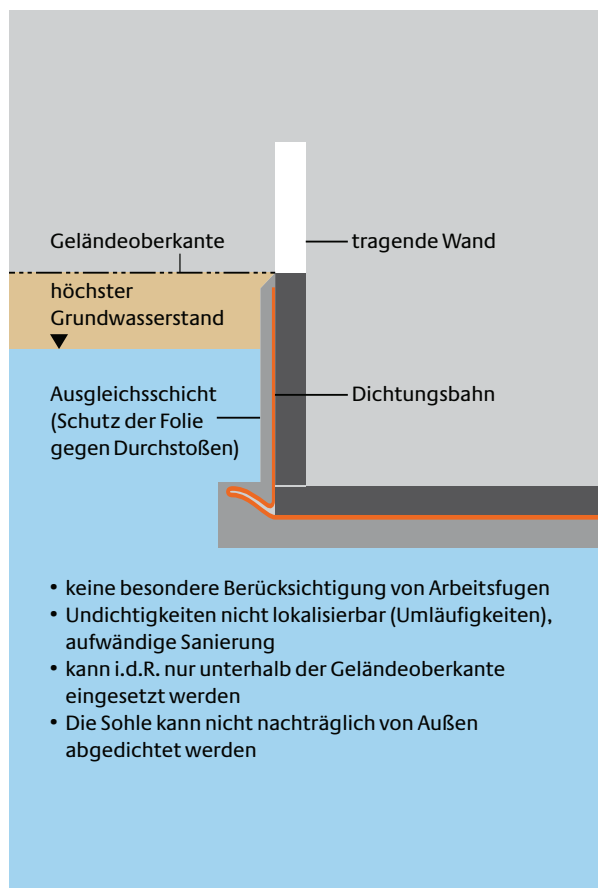 Geländeoberkante
tragende Wand
höchster
Grundwasserstand
Ausgleichsschicht
(Schutz der Folie
gegen Durchstoßen)
Dichtungsbahn
• keine besondere Berücksichtigung von Arbeitsfugen
• Undichtigkeiten nicht lokalisierbar (Umläufigkeiten),
aufwändige Sanierung
• kann i.d.R. nur unterhalb der Geländeoberkante
eingesetzt werden
• Die Sohle kann nicht nachträglich von Außen
abgedichtet werden